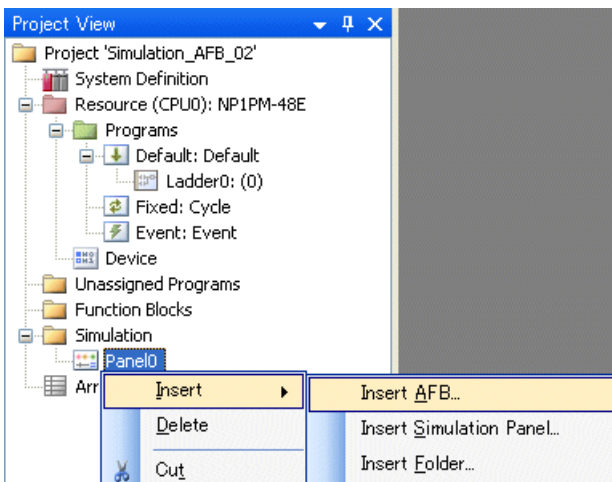 Project View
Project 'Simulation_AFB_02'
System Definition
Resource (CPU0): NP1PM-48E
Programs
Default: Default
Ladder0: (0)
Fixed: Cycle
Event: Event
Device
Unassigned Programs
Function Blocks
Simulation
Panel0
Arr
Insert
Delete
Cut
Insert AFB...
Insert Simulation Panel...
Insert Folder...